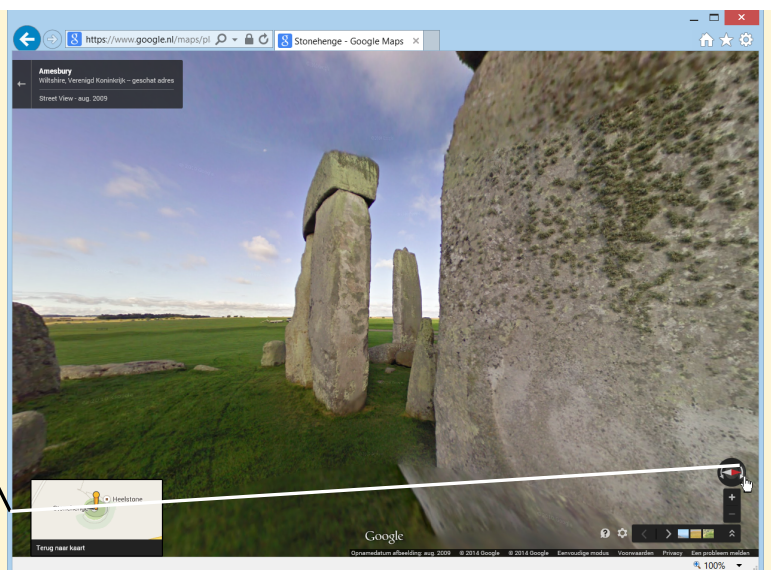 https://www.google.nl/maps/pl
Stonehenge - Google Maps
Amesbury
Wiltshire, Verenigd Koninkrijk – geschat adres
Street View - aug. 2009
Heelstone
Stonehenge
Terug naar kaart
Google
Opnamedatum afbeelding: aug. 2009 © 2014 Google © 2014 Google Eenvoudige modus Voorwaarden Privacy Een probleem melden
100%